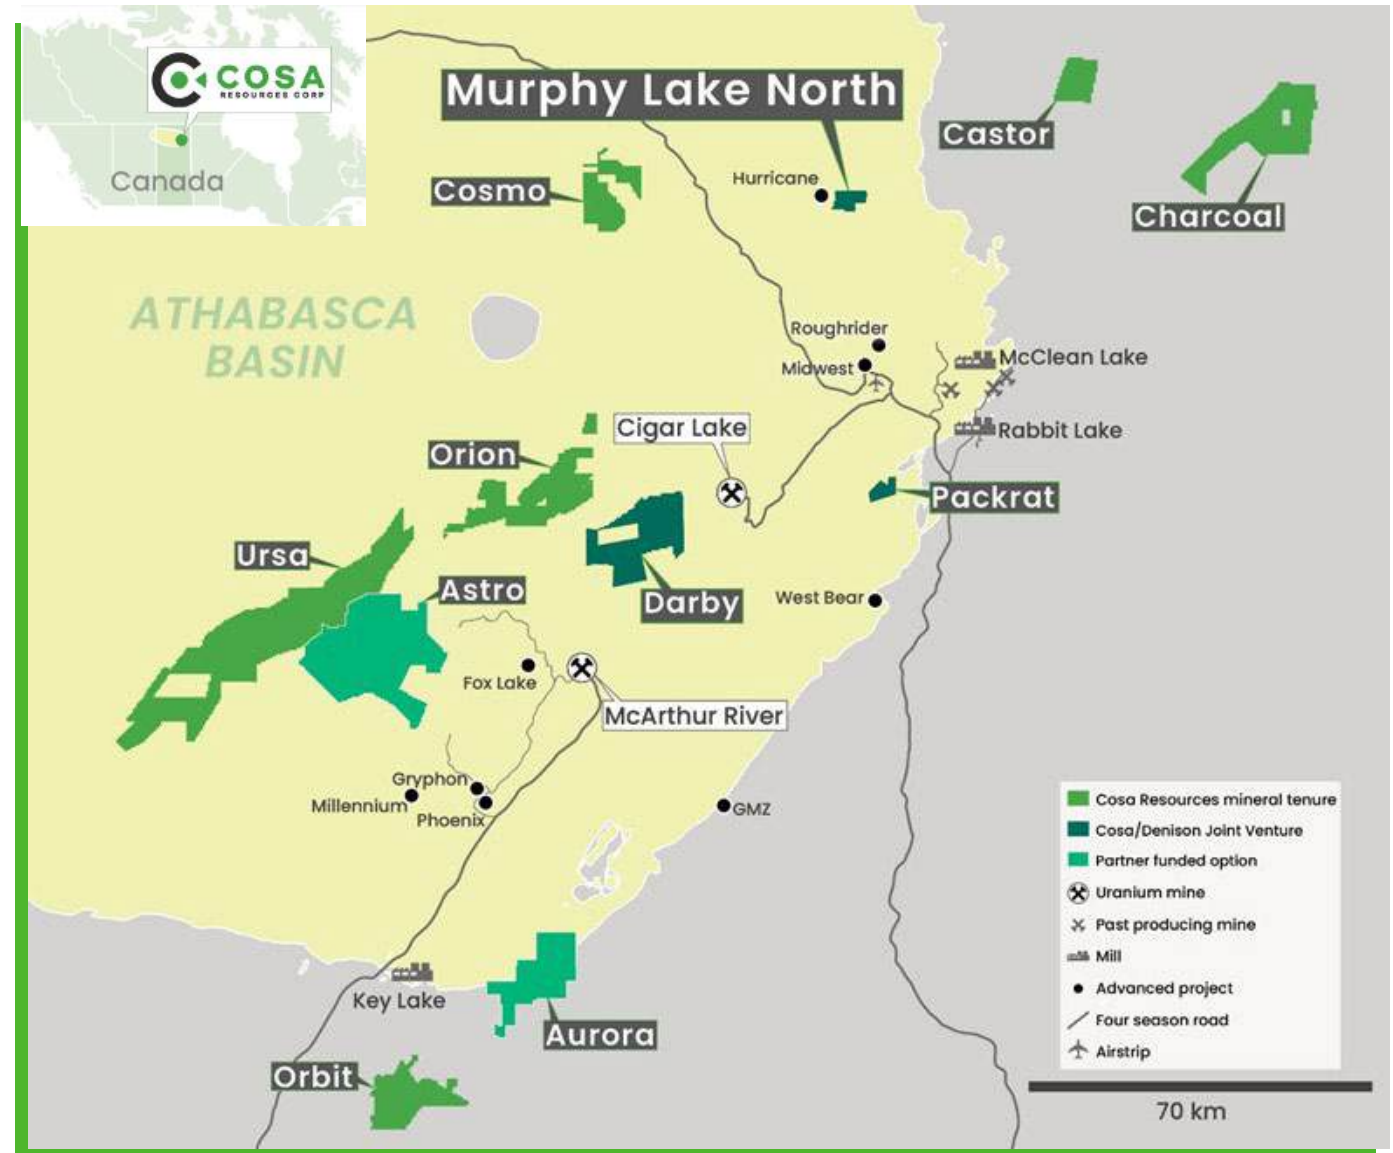 COSA
RESOURCES CORP
Canada
Murphy Lake North
Castor
Charcoal
Cosmo
Hurricane
ATHABASCA
BASIN
Roughrider
Midwest
McClean Lake
Rabbit Lake
Cigar Lake
Orion
Packrat
Ursa
Astro
Darby
West Bear
Fox Lake
McArthur River
Gryphon
Millennium
Phoenix
GMZ
Key Lake
Aurora
Orbit
Cosa Resources mineral tenure
Cosa/Denison Joint Venture
Partner funded option
Uranium mine
Past producing mine
Mill
Advanced project
Four season road
Airstrip
70 km